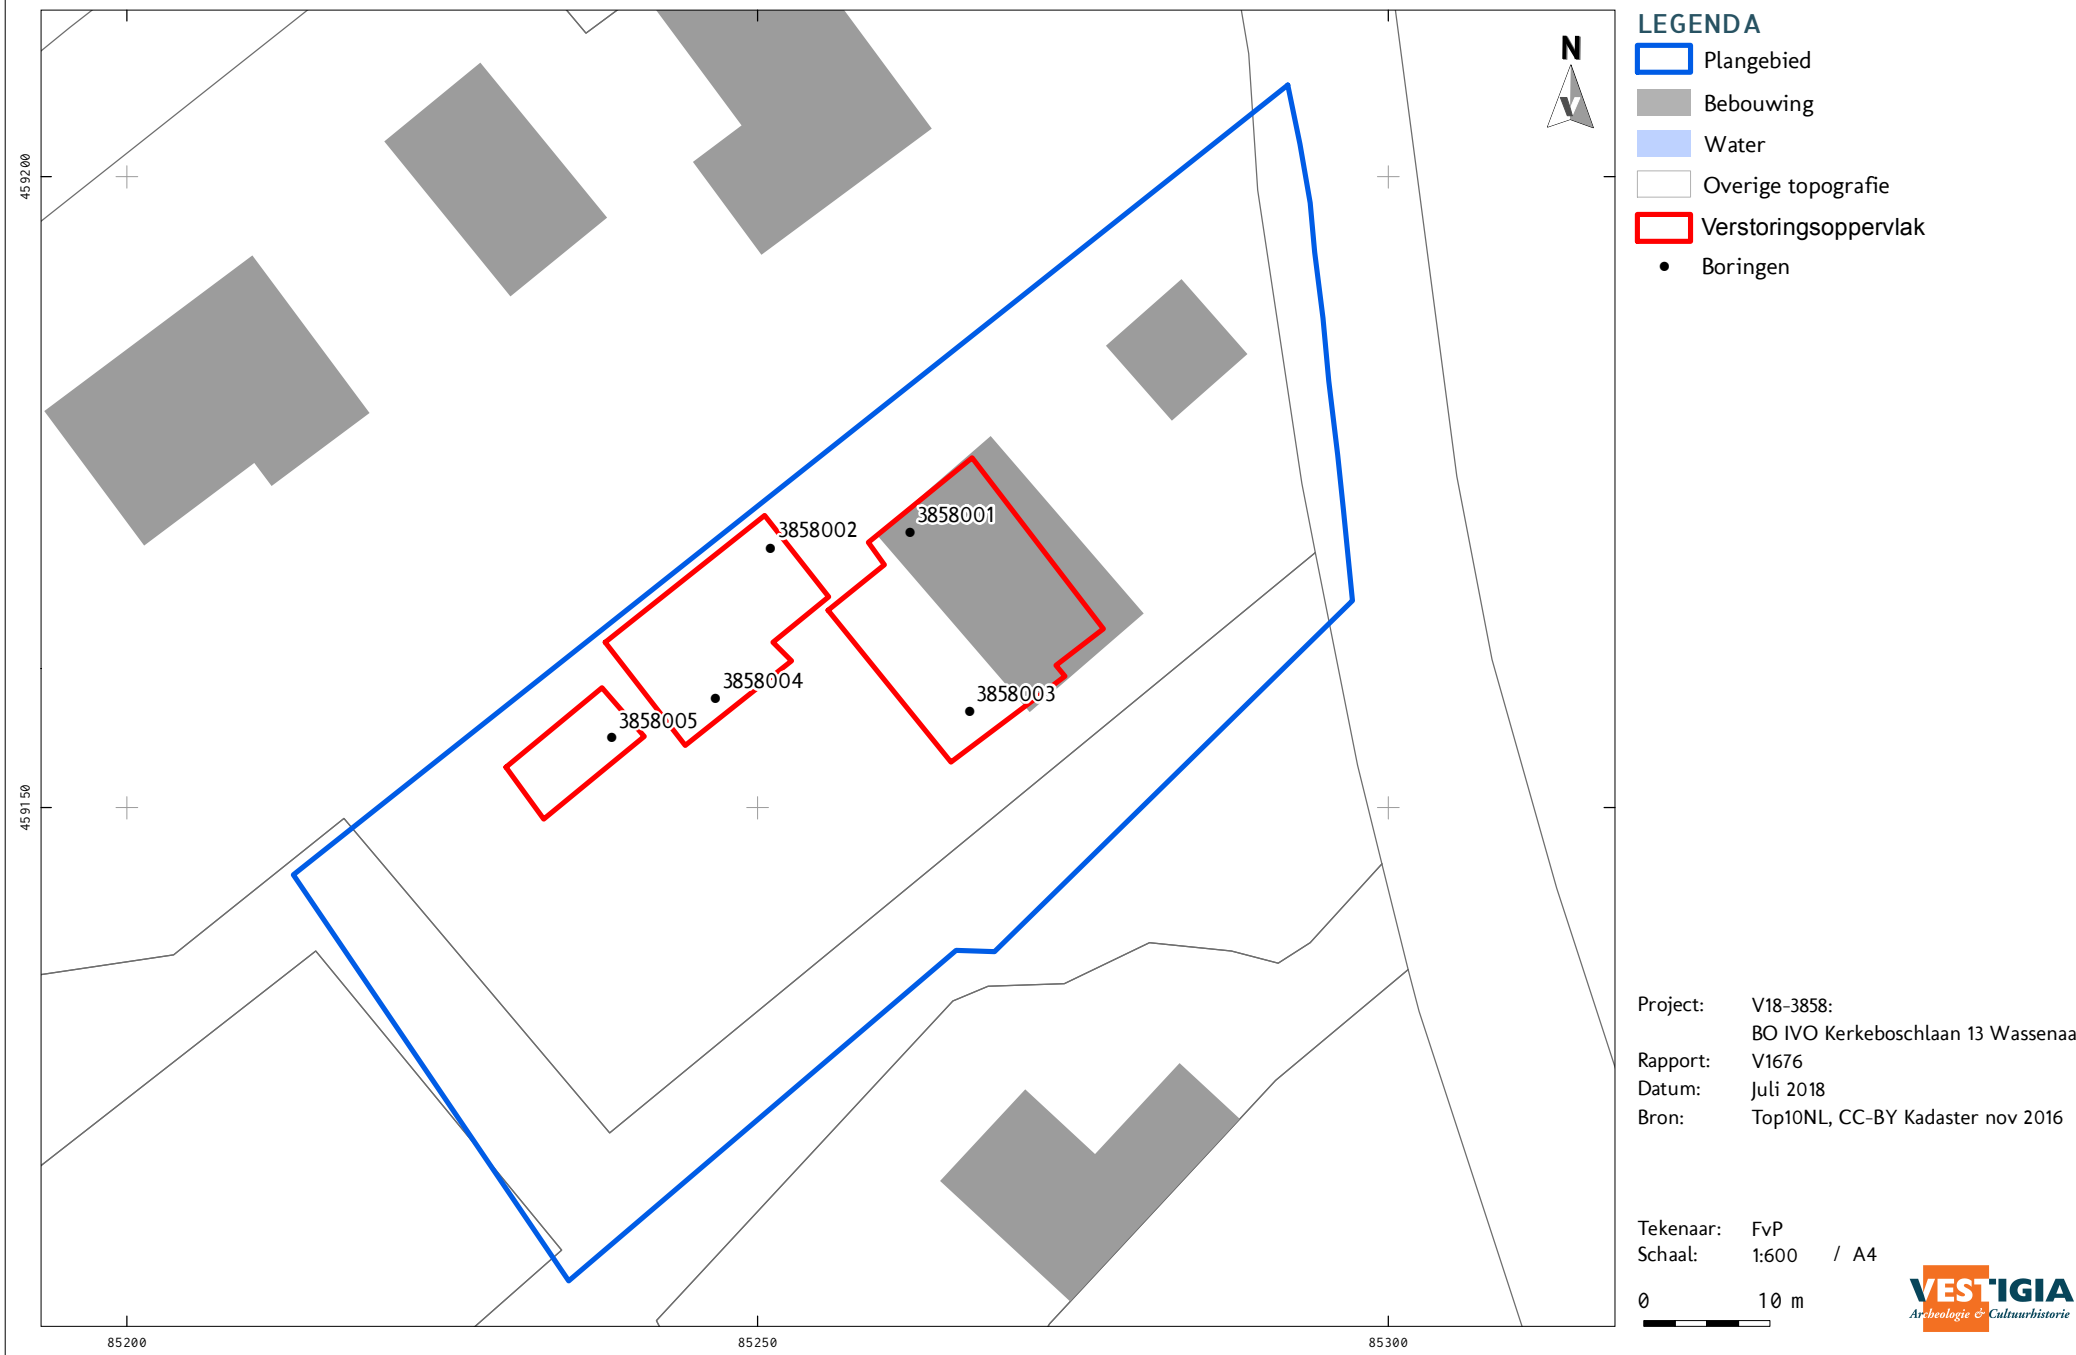 LEGENDA
Plangebied
Bebouwing
Water
Overige topografie
Verstoringsoppervlak
Boringen
N
V
459200
459150
3858001
3858002
3858004
3858003
3858005
85200
85250
85300
Project: V18-3858:
BO IVO Kerkeboschlaan 13 Wassenaa
Rapport: V1676
Datum: Juli 2018
Bron: Top10NL, CC-BY Kadaster nov 2016
Tekenaar: FvP
Schaal: 1:600 / A4
0 10 m
VESTIGIA
Archeologie & Cultuurhistorie